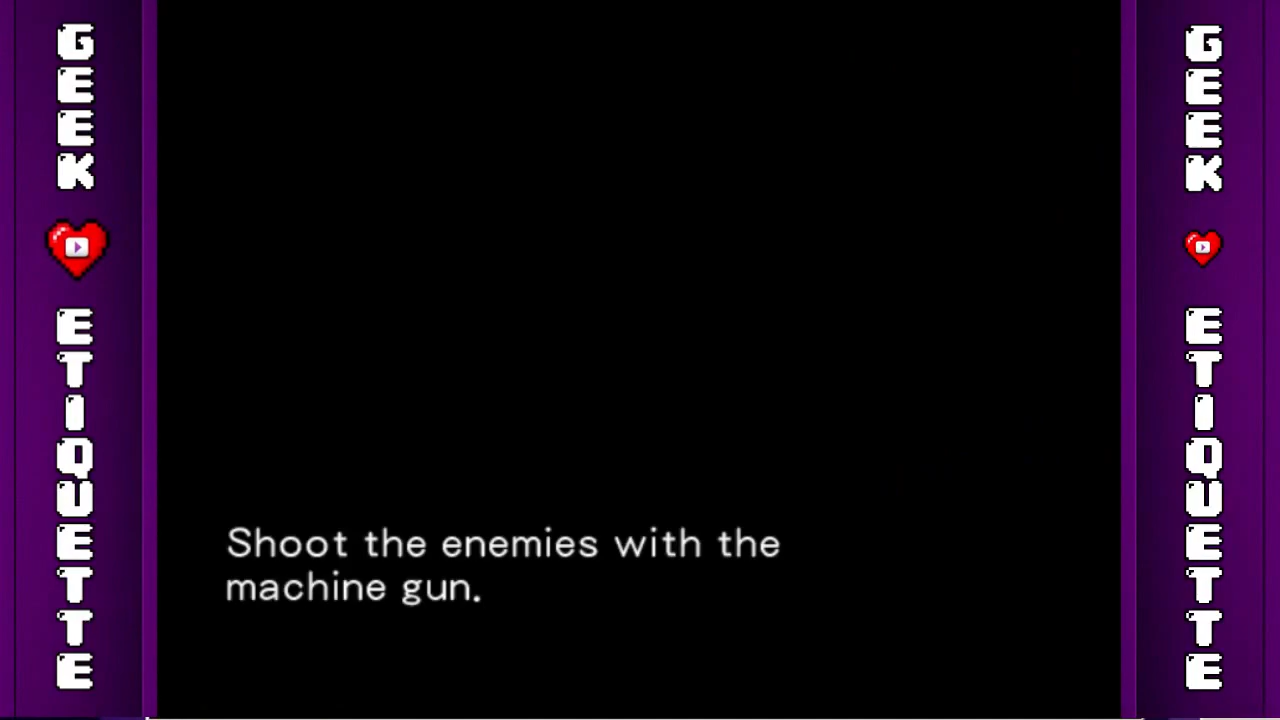 GEEK ETIQUETTE
Shoot the enemies with the
machine gun.
GEEK ETIQUETTE